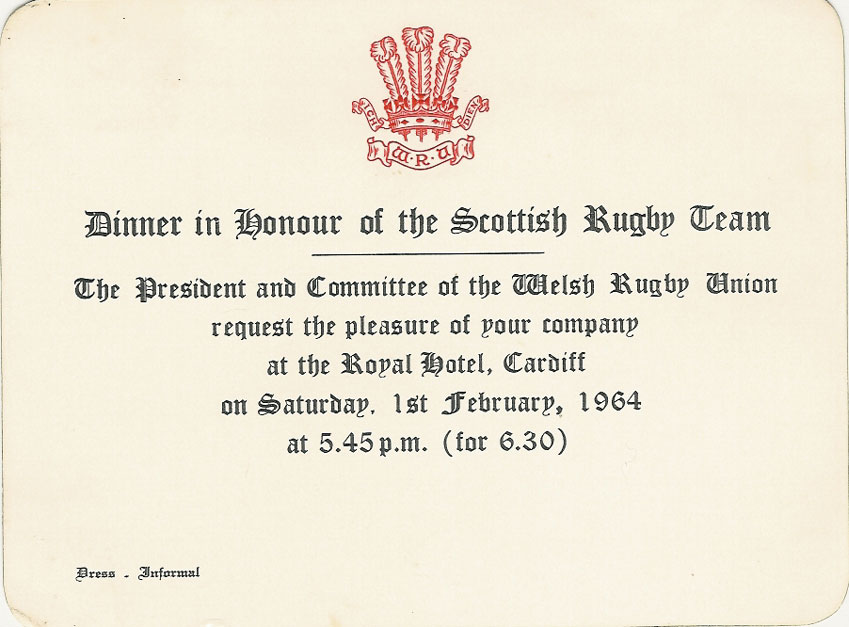 ICH DIEN
W·R·U
Dinner in Honour of the Scottish Rugby Team
The President and Committee of the Welsh Rugby Union
request the pleasure of your company
at the Royal Hotel, Cardiff
on Saturday, 1st February, 1964
at 5.45 p.m. (for 6.30)
Dress - Informal